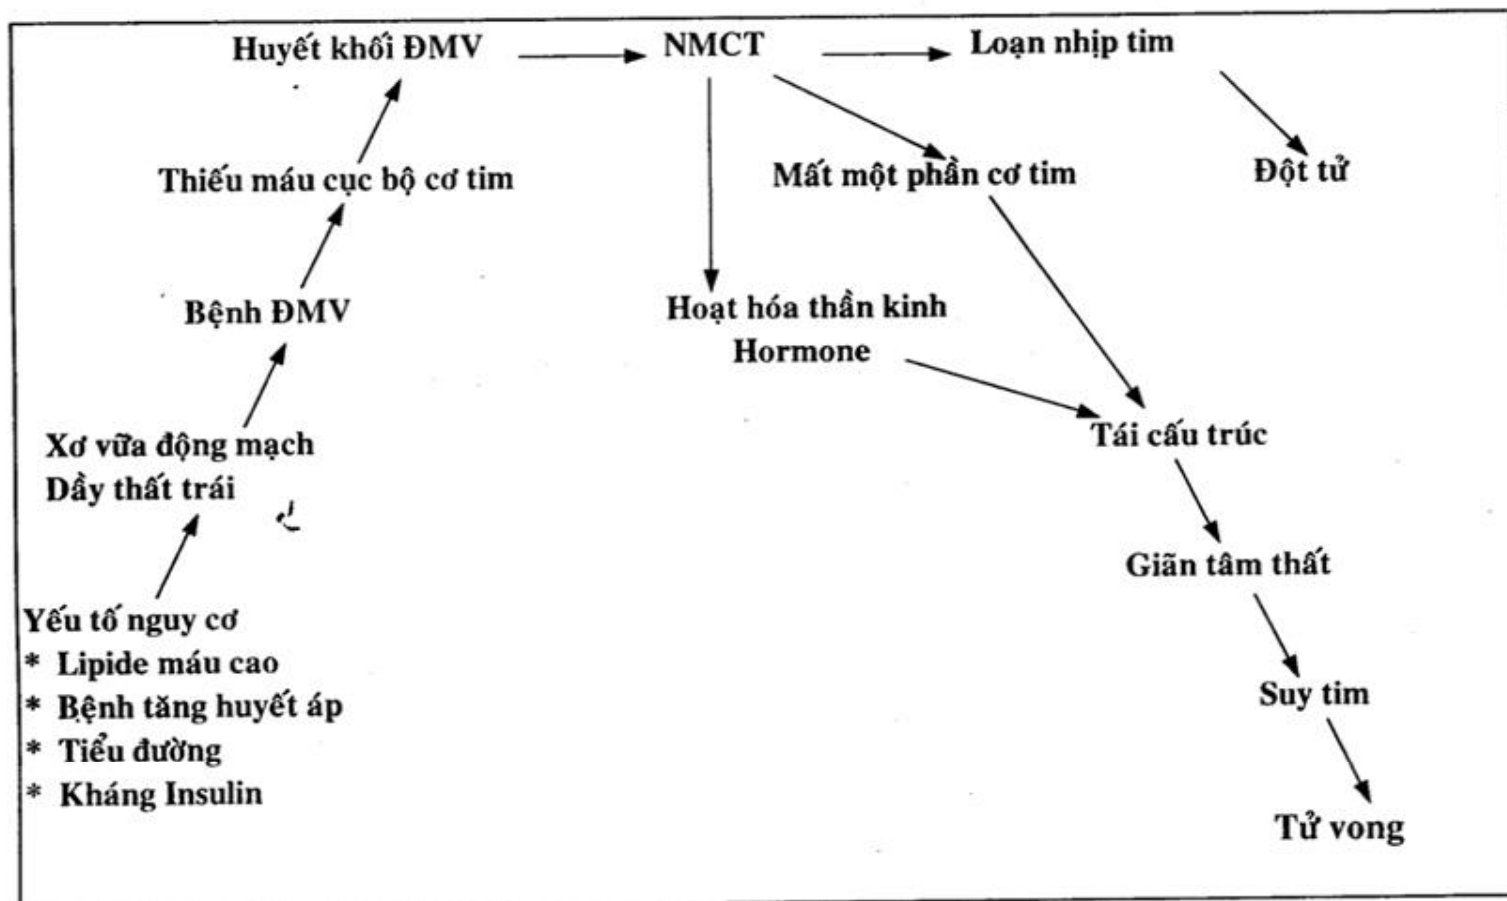 Huyết khối ĐMV
NMCT
Loạn nhịp tim
Thiếu máu cục bộ cơ tim
Mất một phần cơ tim
Đột tử
Bệnh ĐMV
Hoạt hóa thần kinh
Hormone
Xơ vữa động mạch
Dầy thất trái
Tái cấu trúc
Giãn tâm thất
Yếu tố nguy cơ
* Lipide máu cao
* Bệnh tăng huyết áp
* Tiểu đường
* Kháng Insulin
Suy tim
Tử vong